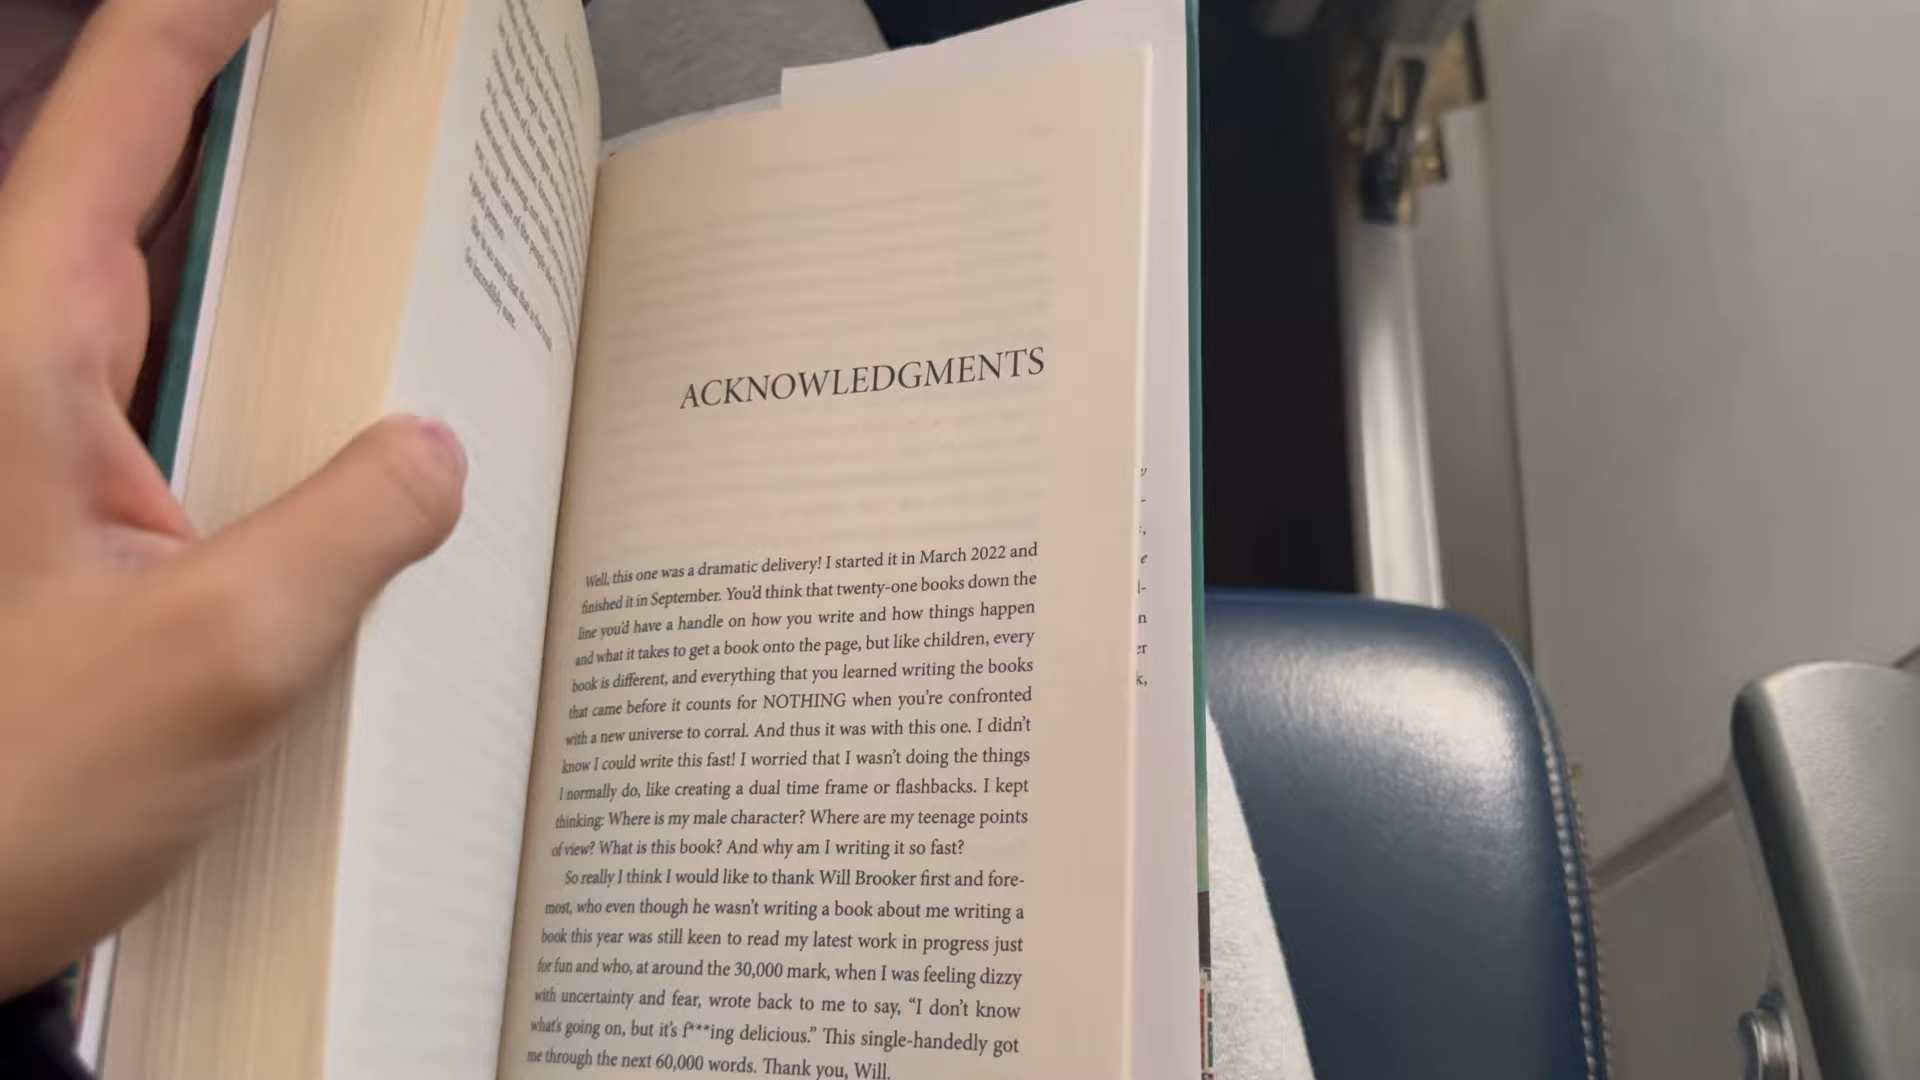 ACKNOWLEDGMENTS
Well, this one was a dramatic delivery! I started it in March 2022 and
finished it in September. You'd think that twenty-one books down the
line you'd have a handle on how you write and how things happen
and what it takes to get a book onto the page, but like children, every
book is different, and everything that you learned writing the books
that came before it counts for NOTHING when you're confronted
with a new universe to corral. And thus it was with this one. I didn't
know I could write this fast! I worried that I wasn't doing the things
I normally do, like creating a dual time frame or flashbacks. I kept
thinking: Where is my male character? Where are my teenage points
of view? What is this book? And why am I writing it so fast?
So really I think I would like to thank Will Brooker first and fore-
most, who even though he wasn't writing a book about me writing a
book this year was still keen to read my latest work in progress just
for fun and who, at around the 30,000 mark, when I was feeling dizzy
with uncertainty and fear, wrote back to me to say, “I don't know
what's going on, but it's f***ing delicious.” This single-handedly got
me through the next 60,000 words. Thank you, Will.